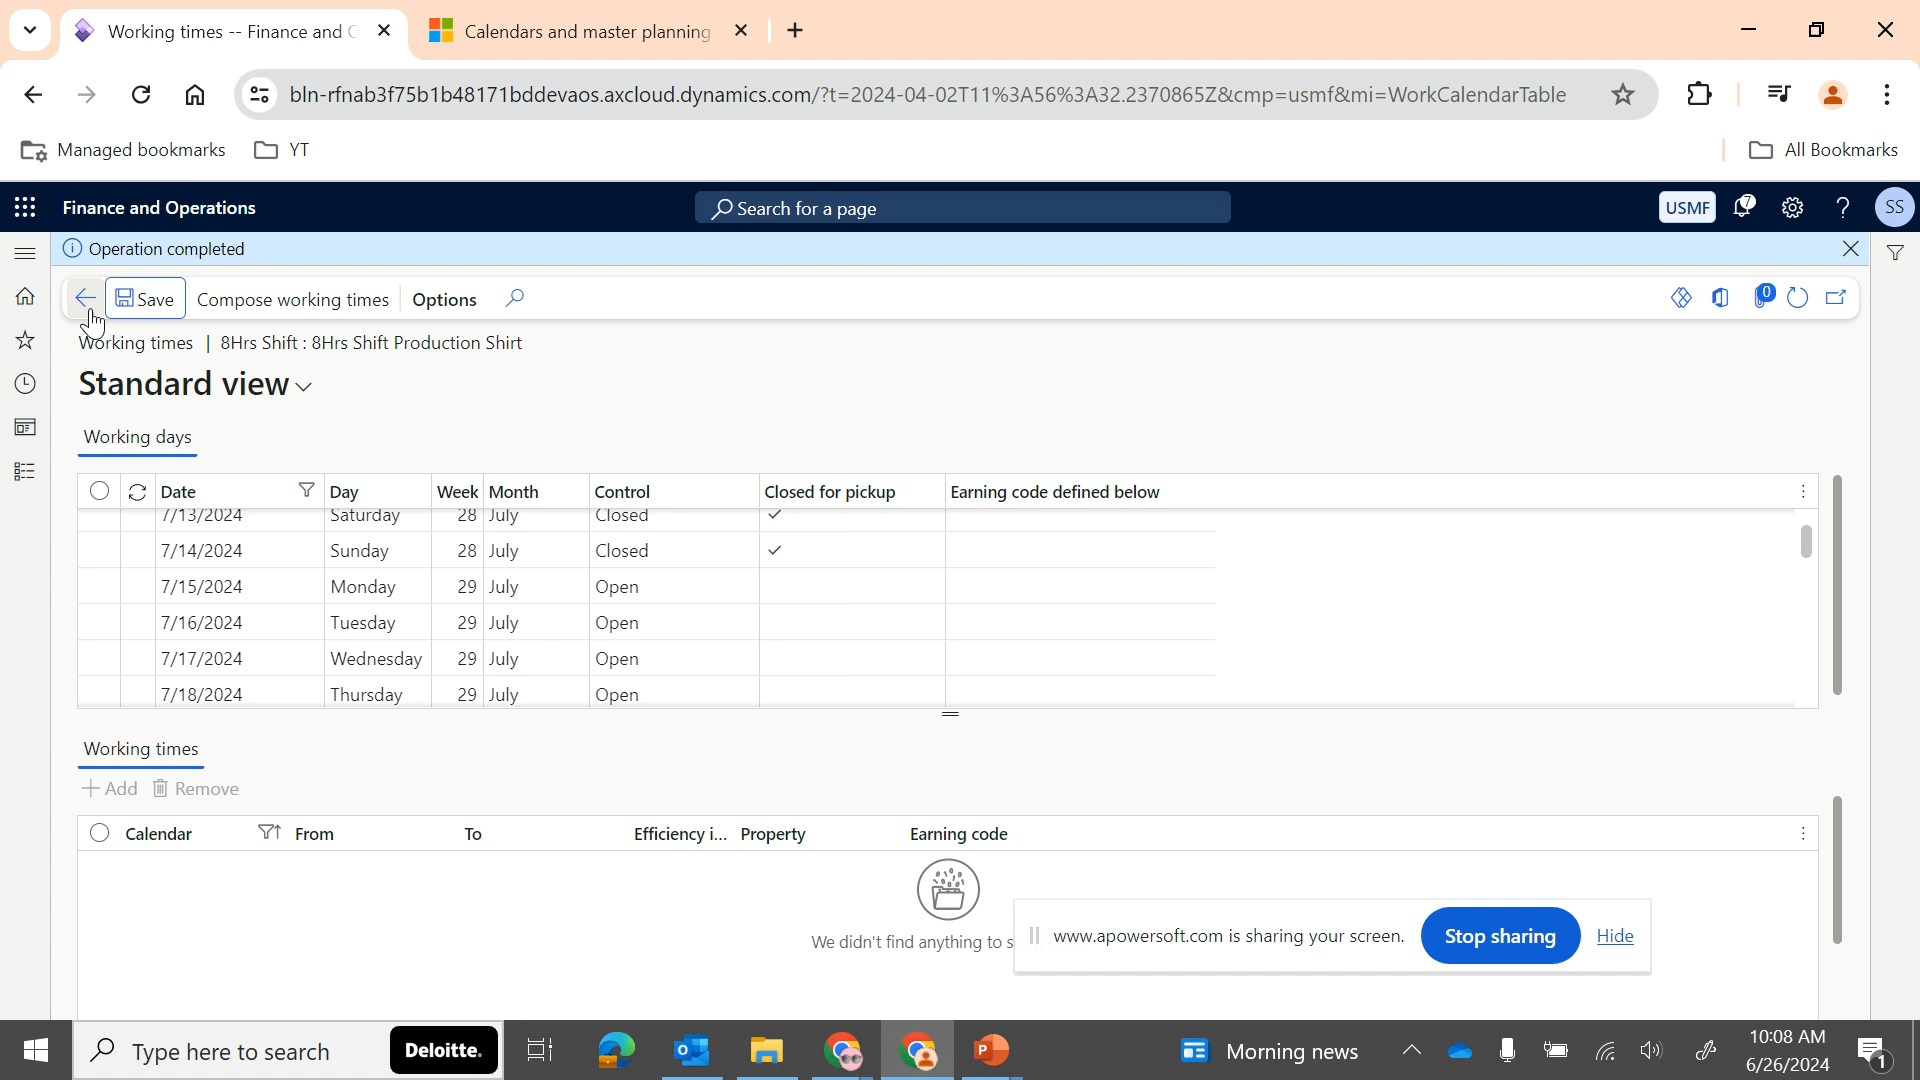 Working times -- Finance and O
Calendars and master planning
bln-rfnab3f75b1b48171bddevaos.axcloud.dynamics.com/?t=2024-04-02T11%3A56%3A32.2370865Z&cmp=usmf&mi=WorkCalendarTable
Managed bookmarks YT All Bookmarks
Finance and Operations Search for a page USMF 7 ? SS
Operation completed
Save Compose working times Options 0
Working times | 8Hrs Shift : 8Hrs Shift Production Shirt
Standard view
Working days
Date Day Week Month Control Closed for pickup Earning code defined below
7/13/2024 Saturday 28 July Closed
7/14/2024 Sunday 28 July Closed
7/15/2024 Monday 29 July Open
7/16/2024 Tuesday 29 July Open
7/17/2024 Wednesday 29 July Open
7/18/2024 Thursday 29 July Open
Working times
Add Remove
Calendar From To Efficiency i... Property Earning code
We didn't find anything to s
www.apowersoft.com is sharing your screen. Stop sharing Hide
Type here to search Deloitte. Morning news 10:08 AM
6/26/2024 1